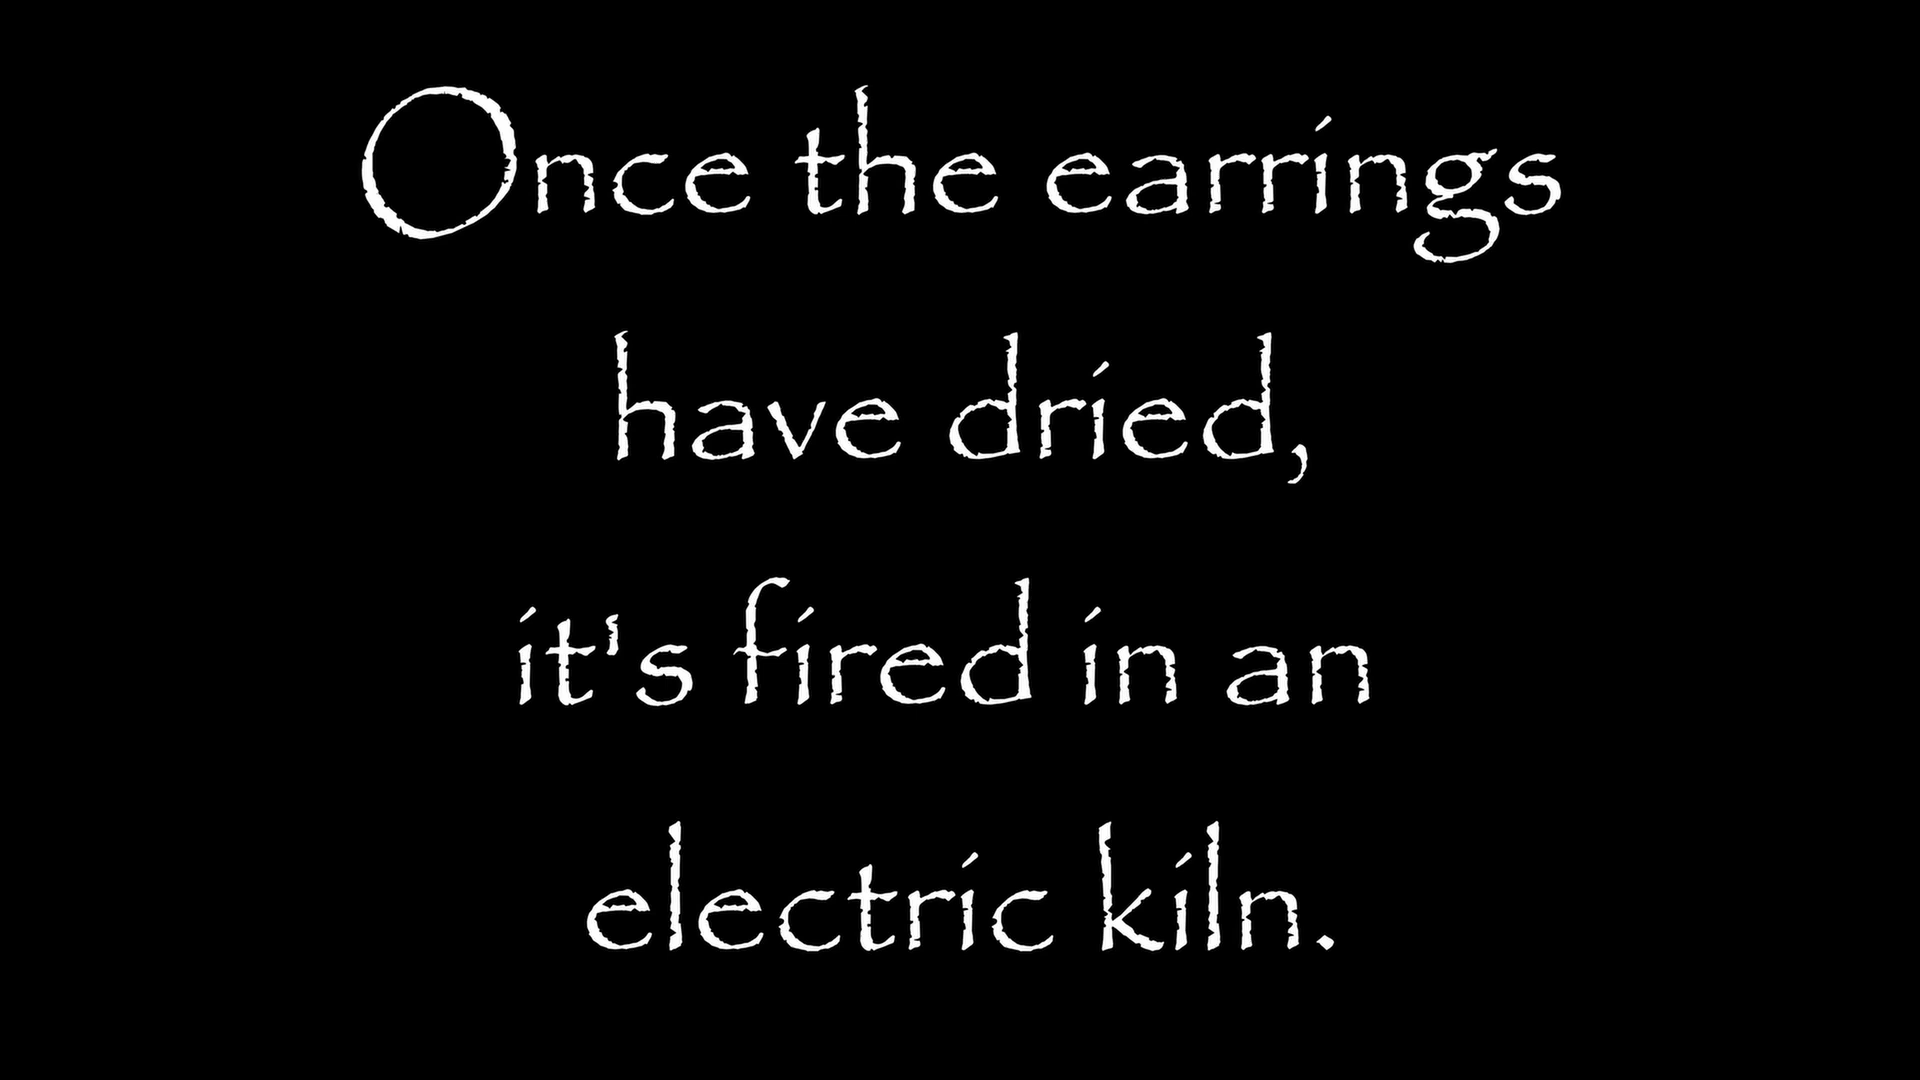 Once the earrings
have dried,
it's fired in an
electric kiln.